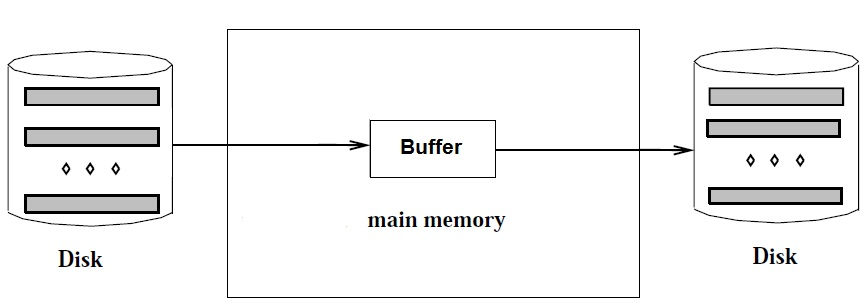 Buffer
main memory
Disk
Disk